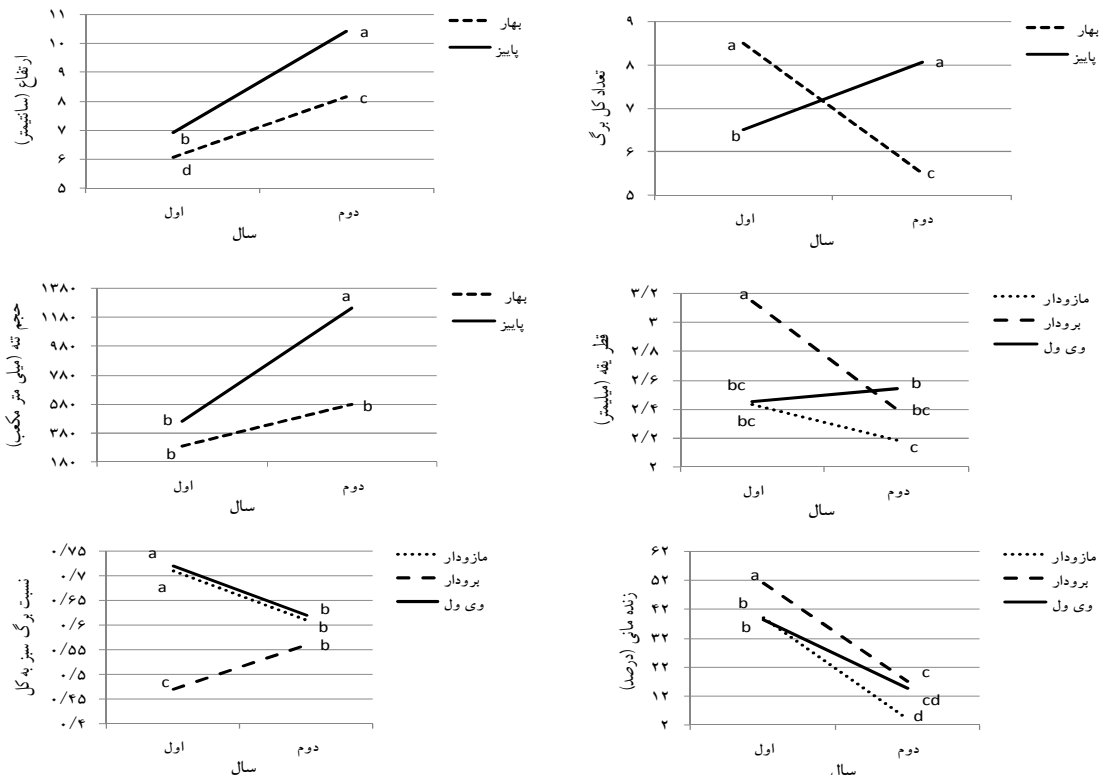 ارتفاع (سانتیمتر)
۱۱
۱۰
۹
۸
۷
۶
۵
a
b
c
d
اول
دوم
سال
بهار
پاییز
تعداد کل برگ
۹
۸
۷
۶
۵
a
a
b
c
اول
دوم
سال
بهار
پاییز
حجم تنه (میلی متر مکعب)
۱۳۸۰
۱۱۸۰
۹۸۰
۷۸۰
۵۸۰
۳۸۰
۱۸۰
a
b
b
b
اول
دوم
سال
بهار
پاییز
قطر یقه (میلیمتر)
۳/۲
۳
۲/۸
۲/۶
۲/۴
۲/۲
۲
a
bc
b
bc
bc
c
اول
دوم
سال
مازودار
برودار
وی ول
نسبت برگ سبز به کل
۰/۷۵
۰/۷
۰/۶۵
۰/۶
۰/۵۵
۰/۵
۰/۴۵
۰/۴
a
a
b
b
b
c
اول
دوم
سال
مازودار
برودار
وی ول
زنده مانی (درصد)
۶۲
۵۲
۴۲
۳۲
۲۲
۱۲
۲
a
b
b
c
cd
d
اول
دوم
سال
مازودار
برودار
وی ول